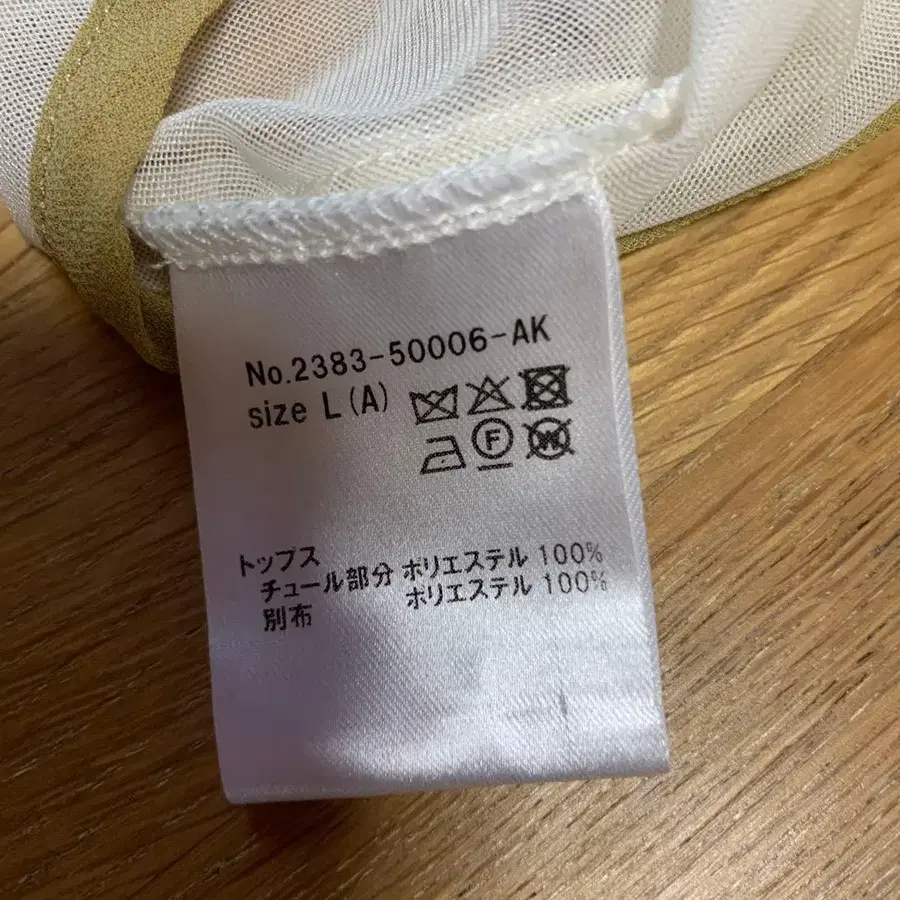 No.2383-50006-AK
size L(A)
F
W
トップス
チュール部分 ポリエステル 100%
別布 ポリエステル 100%